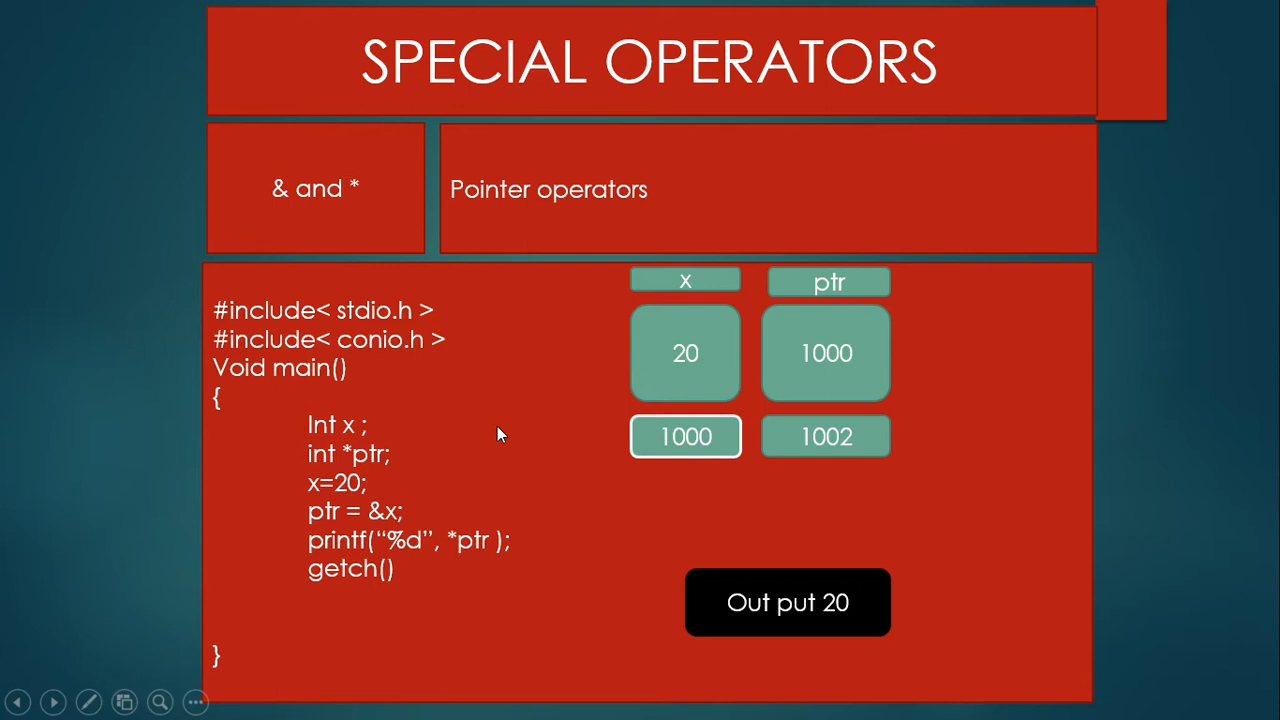 SPECIAL OPERATORS
& and *
Pointer operators
#include< stdio.h >
#include< conio.h >
Void main()
{
Int x ;
int *ptr;
x=20;
ptr = &x;
printf(“%d”, *ptr );
getch()
}
x
ptr
20
1000
1000
1002
Out put 20